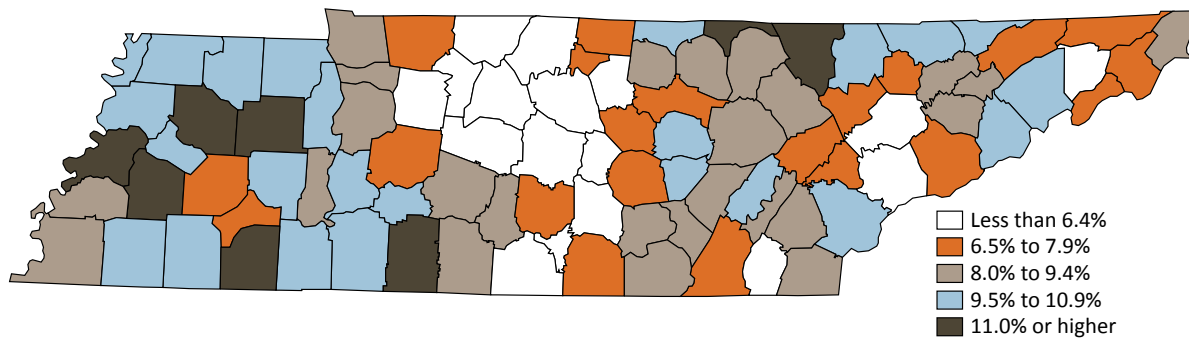 Less than 6.4%
6.5% to 7.9%
8.0% to 9.4%
9.5% to 10.9%
11.0% or higher